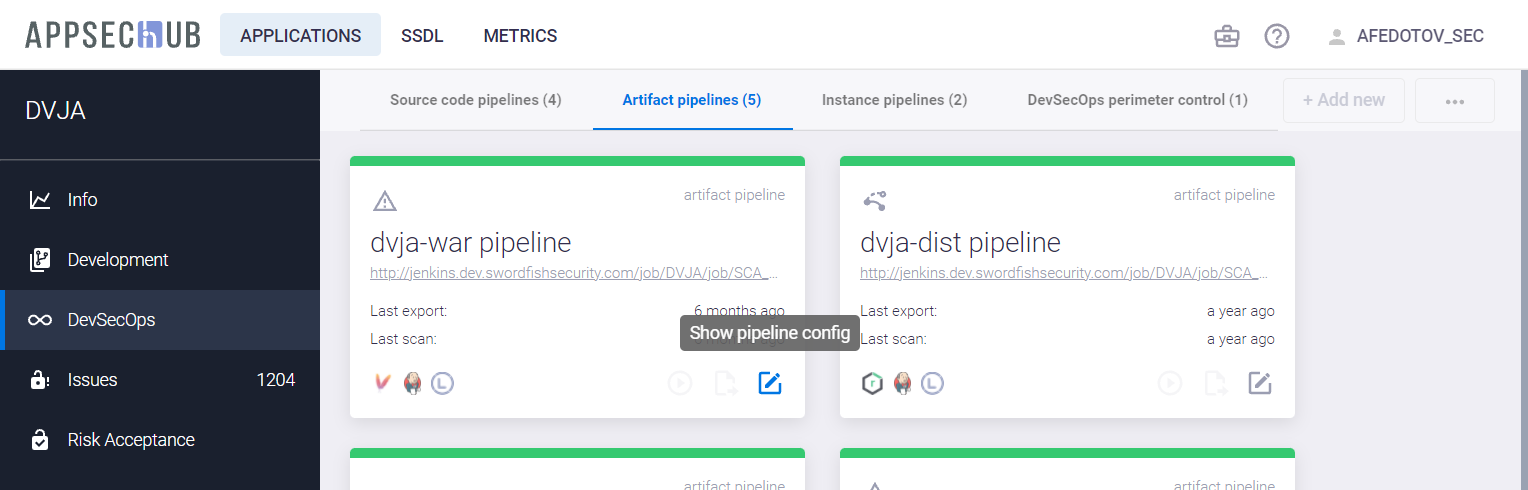 APPSECHUB APPLICATIONS SSDL METRICS AFEDOTOV_SEC
DVJA
Info
Development
DevSecOps
Issues 1204
Risk Acceptance
Source code pipelines (4) Artifact pipelines (5) Instance pipelines (2) DevSecOps perimeter control (1) + Add new ...
artifact pipeline
dvja-war pipeline
http://jenkins.dev.swordfishsecurity.com/job/DVJA/job/SCA_...
Last export: 6 months ago
Last scan:
Show pipeline config
artifact pipeline
dvja-dist pipeline
http://jenkins.dev.swordfishsecurity.com/job/DVJA/job/SCA_...
Last export: a year ago
Last scan: a year ago
artifact pipeline
artifact pipeline